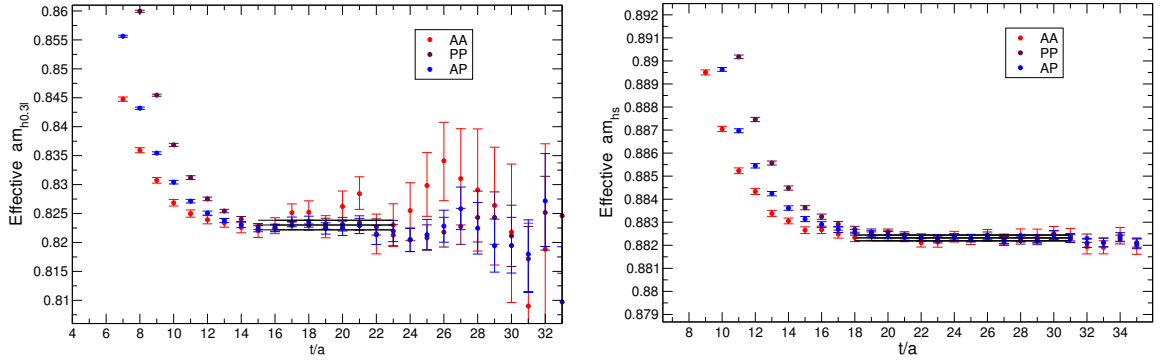 0.86
0.855
0.85
0.845
0.84
0.835
0.83
0.825
0.82
0.815
0.81
Effective am_h0.3l
4 6 8 10 12 14 16 18 20 22 24 26 28 30 32
t/a
AA
PP
AP
0.892
0.891
0.89
0.889
0.888
0.887
0.886
0.885
0.884
0.883
0.882
0.881
0.88
0.879
Effective am_hs
8 10 12 14 16 18 20 22 24 26 28 30 32 34
t/a
AA
PP
AP